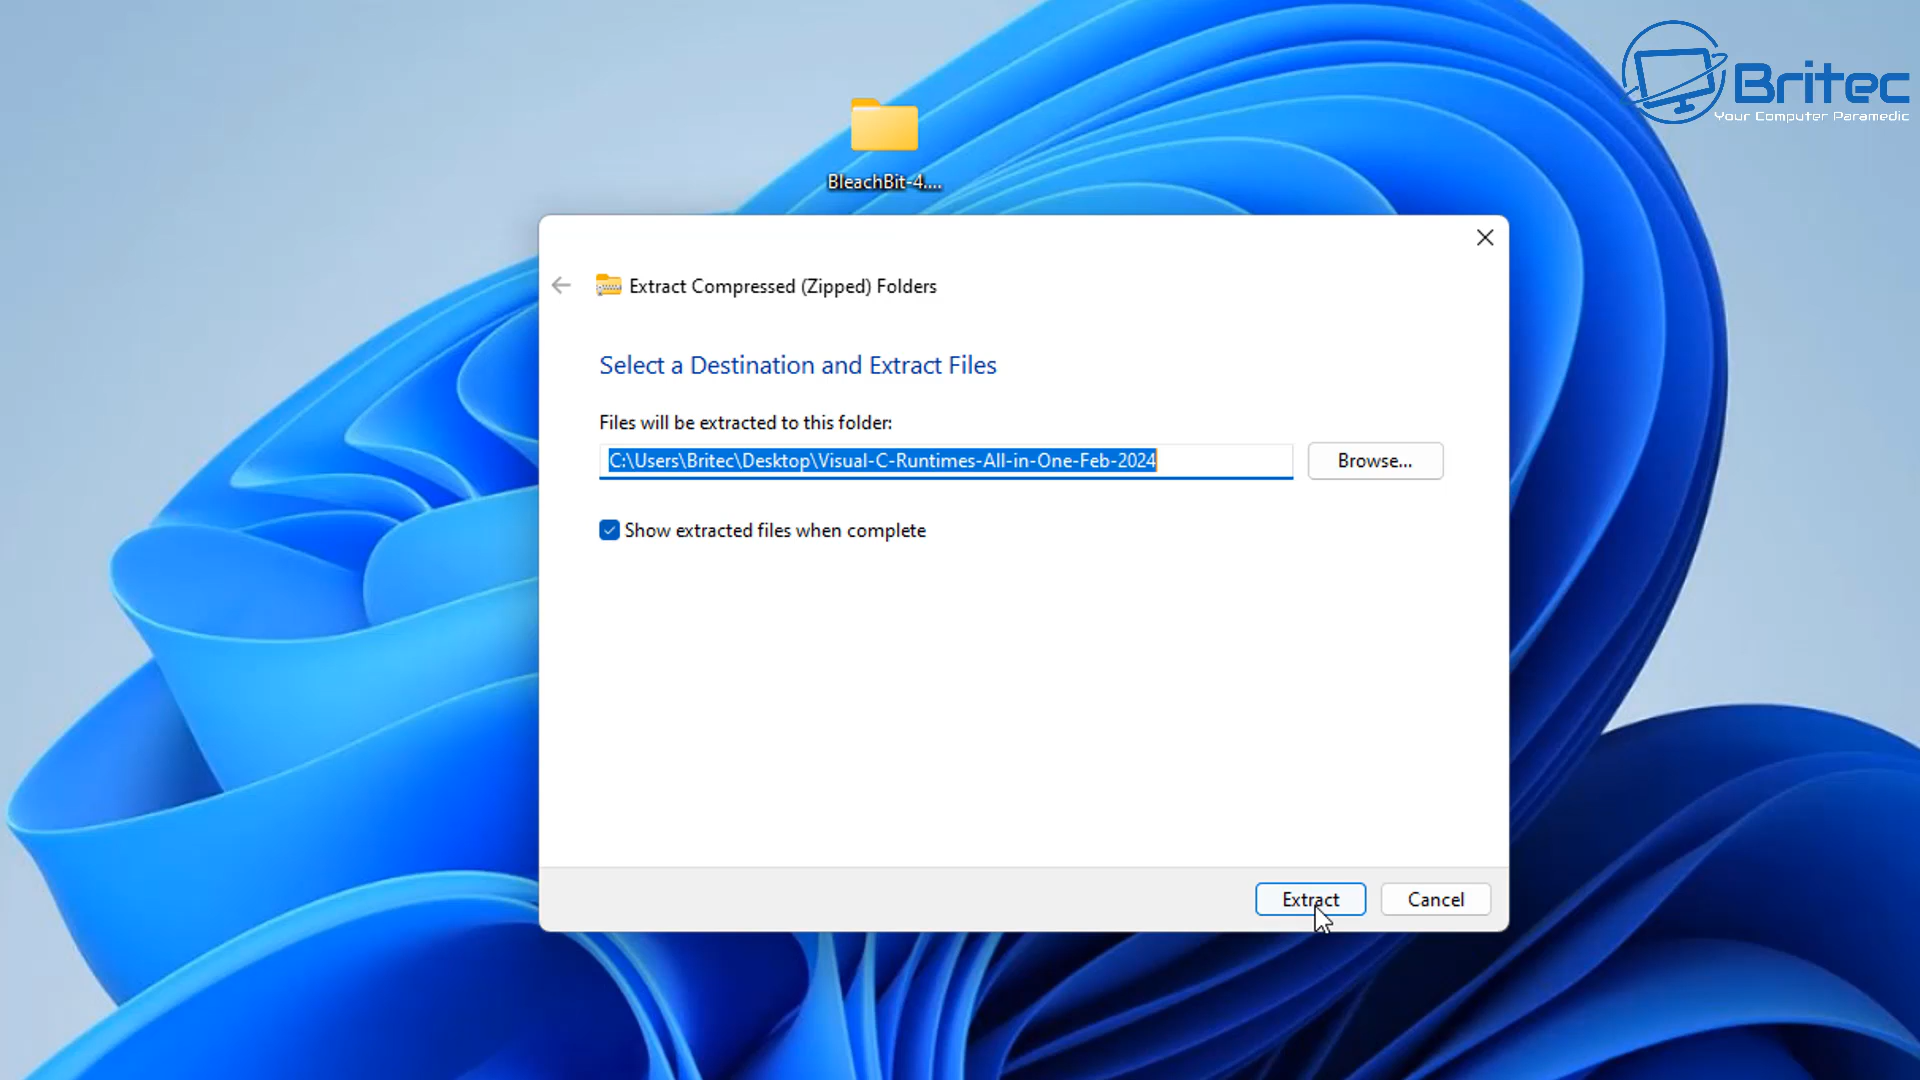 Britec
Your Computer Paramedic
BleachBit-4....
Extract Compressed (Zipped) Folders
Select a Destination and Extract Files
Files will be extracted to this folder:
C:\Users\Britec\Desktop\Visual-C-Runtimes-All-in-One-Feb-2024
Browse...
Show extracted files when complete
Extract
Cancel